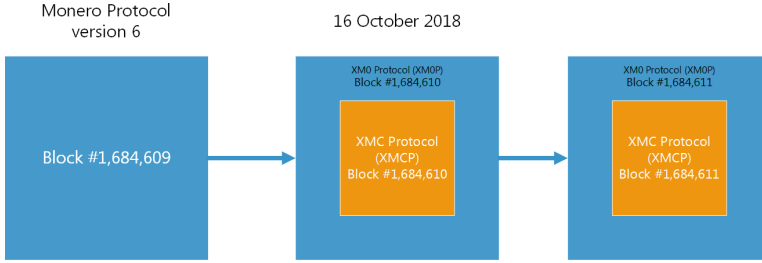 Monero Protocol
version 6
16 October 2018
Block #1,684,609
XM0 Protocol (XM0P)
Block #1,684,610
XMC Protocol
(XMCP)
Block #1,684,610
XM0 Protocol (XM0P)
Block #1,684,611
XMC Protocol
(XMCP)
Block #1,684,611